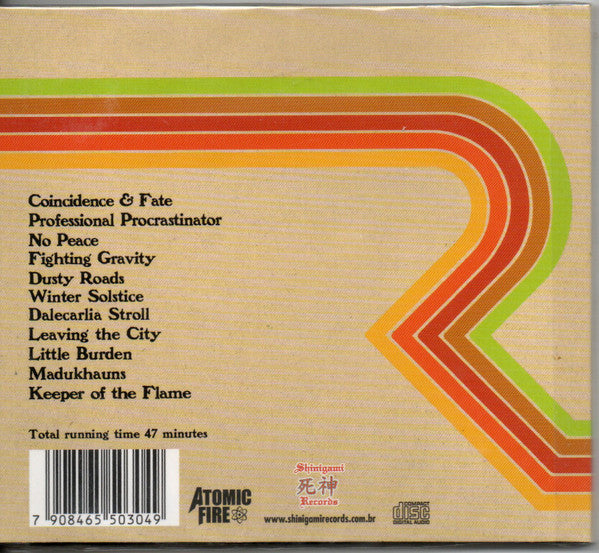 Coincidence & Fate
Professional Procrastinator
No Peace
Fighting Gravity
Dusty Roads
Winter Solstice
Dalecarlia Stroll
Leaving the City
Little Burden
Madukhauns
Keeper of the Flame
Total running time 47 minutes
7 908465 503049
ATOMIC
FIRE
Shinigami
死神
Records
www.shinigamirecords.com.br
COMPACT
disc
DIGITAL AUDIO